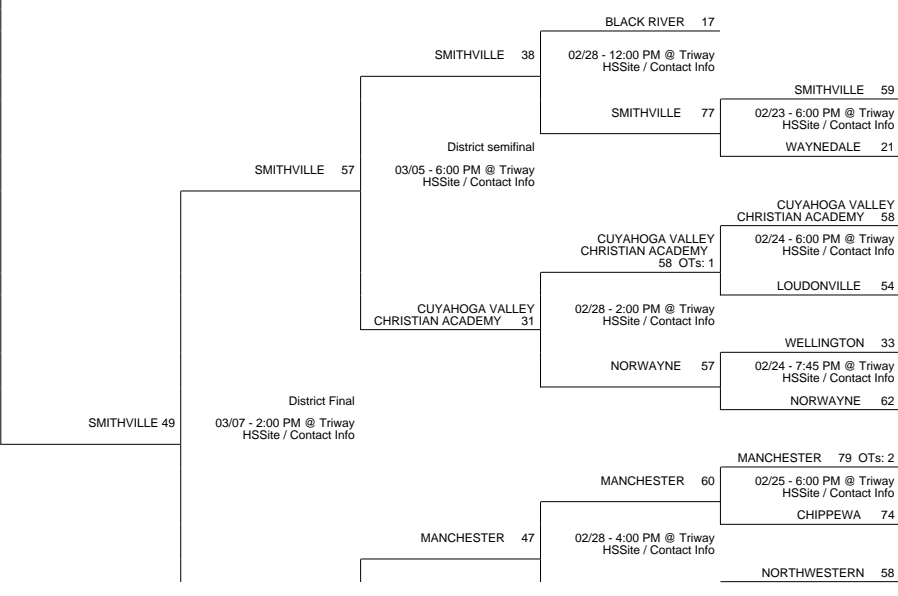 BLACK RIVER 17
SMITHVILLE 38
02/28 - 12:00 PM @ Triway
HSSite / Contact Info
SMITHVILLE 59
SMITHVILLE 77
02/23 - 6:00 PM @ Triway
HSSite / Contact Info
WAYNEDALE 21
District semifinal
SMITHVILLE 57
03/05 - 6:00 PM @ Triway
HSSite / Contact Info
CUYAHOGA VALLEY
CHRISTIAN ACADEMY 58
CUYAHOGA VALLEY
CHRISTIAN ACADEMY
58 OTs: 1
02/24 - 6:00 PM @ Triway
HSSite / Contact Info
LOUDONVILLE 54
CUYAHOGA VALLEY
CHRISTIAN ACADEMY 31
02/28 - 2:00 PM @ Triway
HSSite / Contact Info
WELLINGTON 33
NORWAYNE 57
02/24 - 7:45 PM @ Triway
HSSite / Contact Info
NORWAYNE 62
District Final
SMITHVILLE 49
03/07 - 2:00 PM @ Triway
HSSite / Contact Info
MANCHESTER 79 OTs: 2
MANCHESTER 60
02/25 - 6:00 PM @ Triway
HSSite / Contact Info
CHIPPEWA 74
MANCHESTER 47
02/28 - 4:00 PM @ Triway
HSSite / Contact Info
NORTHWESTERN 58